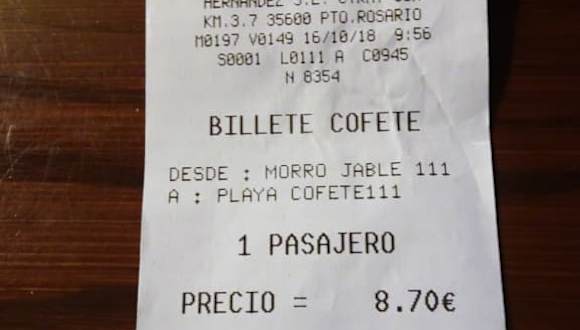 HERNANDEZ S.L. CTRA.
KM.3.7 35600 PTO.ROSARIO
M0197 V0149 16/10/18 9:56
S0001 L0111 A C0945
N 8354
BILLETE COFETE
DESDE : MORRO JABLE 111
A : PLAYA COFETE111
1 PASAJERO
PRECIO = 8.70€